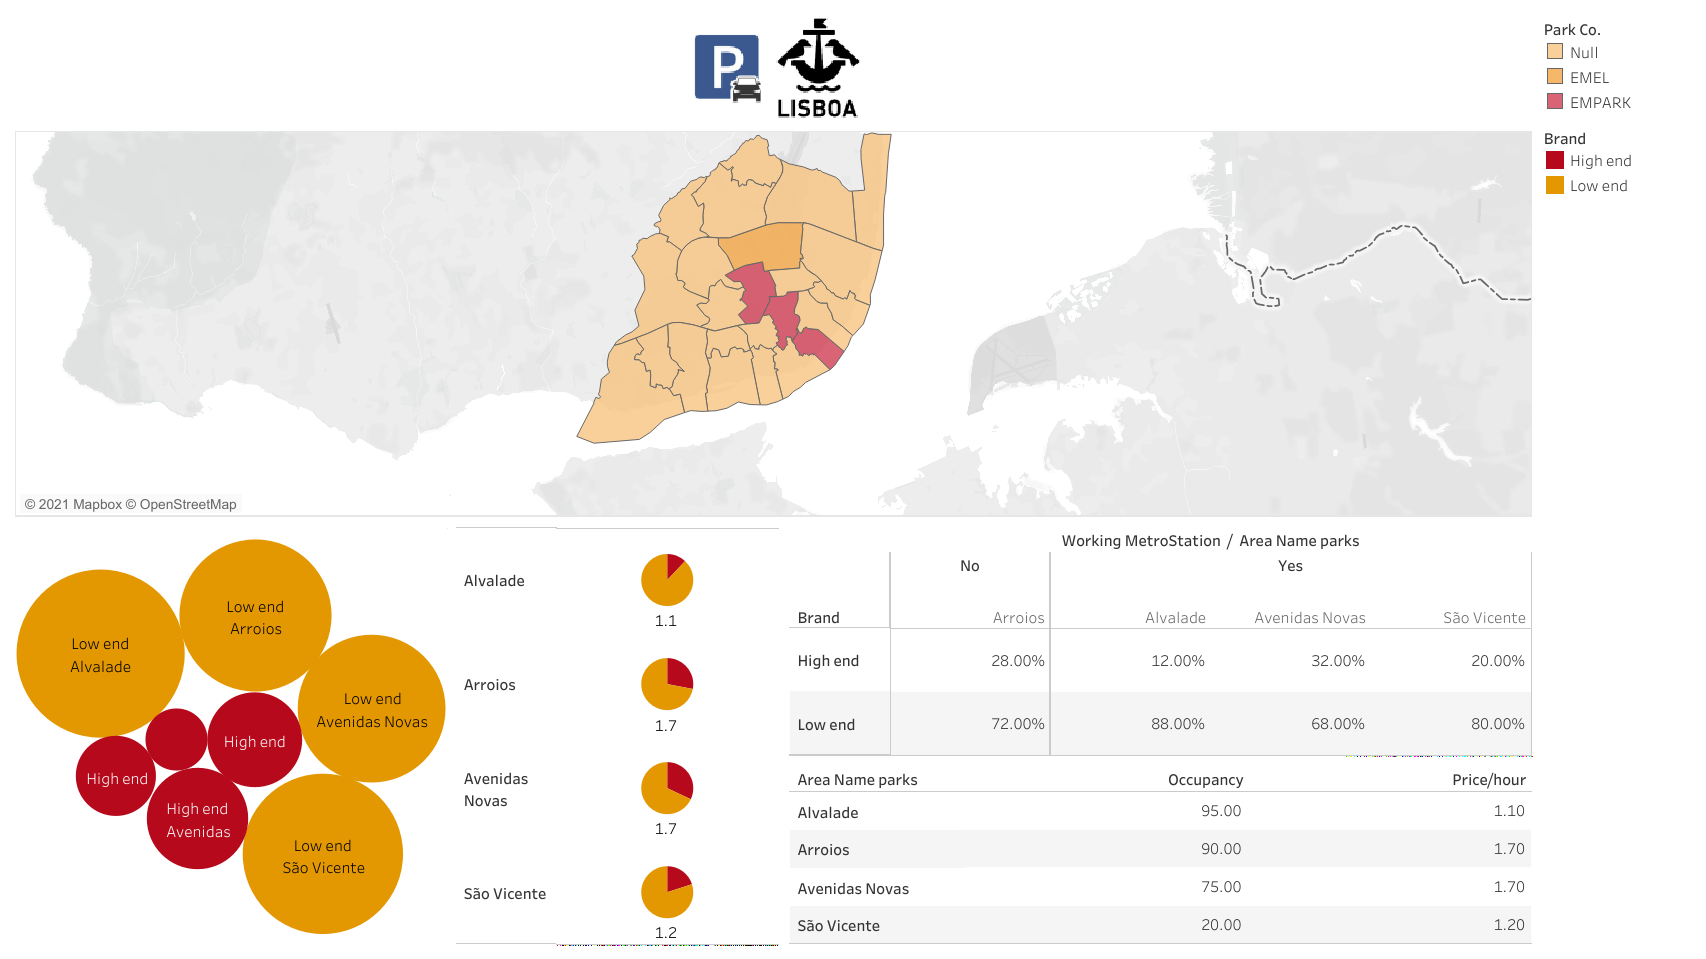 P
LISBOA
Park Co.
Null
EMEL
EMPARK
Brand
High end
Low end
© 2021 Mapbox © OpenStreetMap
Low end
Arroios
Low end
Alvalade
Low end
Avenidas Novas
High end
High end
High end
Avenidas
Low end
São Vicente
Alvalade
1.1
Arroios
1.7
Avenidas
Novas
1.7
São Vicente
1.2
Working MetroStation / Area Name parks
No Yes
Brand Arroios Alvalade Avenidas Novas São Vicente
High end 28.00% 12.00% 32.00% 20.00%
Low end 72.00% 88.00% 68.00% 80.00%
Area Name parks Occupancy Price/hour
Alvalade 95.00 1.10
Arroios 90.00 1.70
Avenidas Novas 75.00 1.70
São Vicente 20.00 1.20